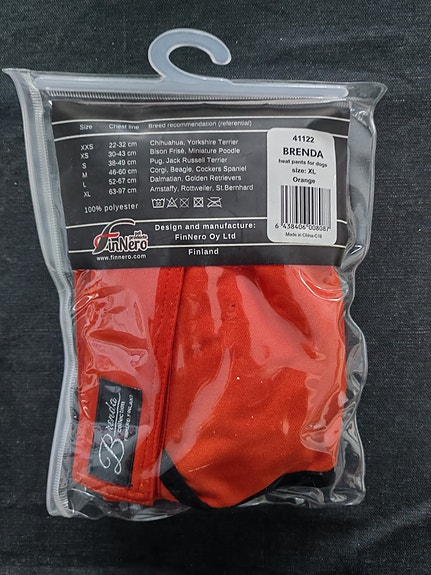 Size Chest line Breed recommendation (referential)
XXS 22-32 cm Chihuahua, Yorkshire Terrier
XS 30-43 cm Bison Frisé, Miniature Poodle
S 38-49 cm Pug, Jack Russell Terrier
M 46-60 cm Corgi, Beagle, Cockers Spaniel
L 52-67 cm Dalmatian, Golden Retrievers
XL 63-97 cm Amstaffy, Rottweiler, St.Bernhard
100% polyester
FinNero
www.finnero.com
Design and manufacture:
FinNero Oy Ltd
Finland
41122
BRENDA
heat pants for dogs
size: XL
Orange
6 438406 008087
Made in China-C18
Brenda